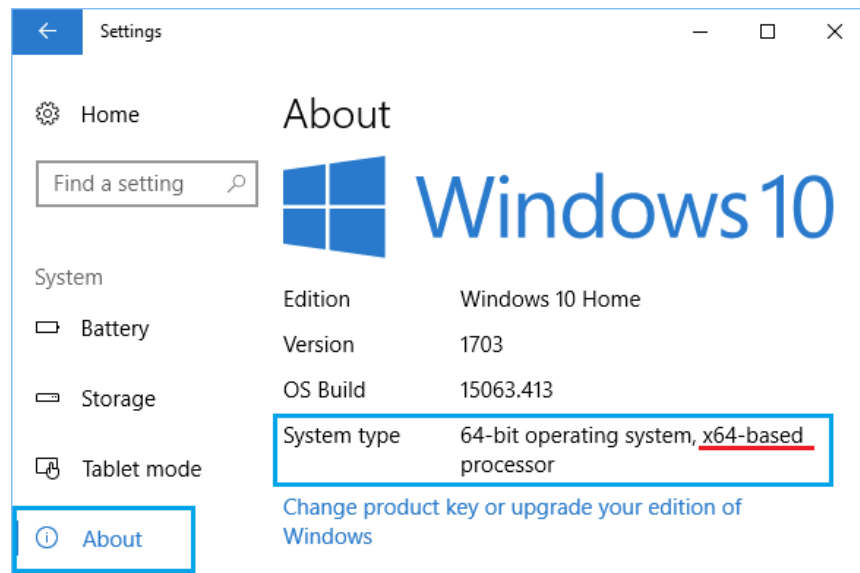 Settings
Home
Find a setting
System
Battery
Storage
Tablet mode
About
About
Windows 10
Edition Windows 10 Home
Version 1703
OS Build 15063.413
System type 64-bit operating system, x64-based
processor
Change product key or upgrade your edition of
Windows